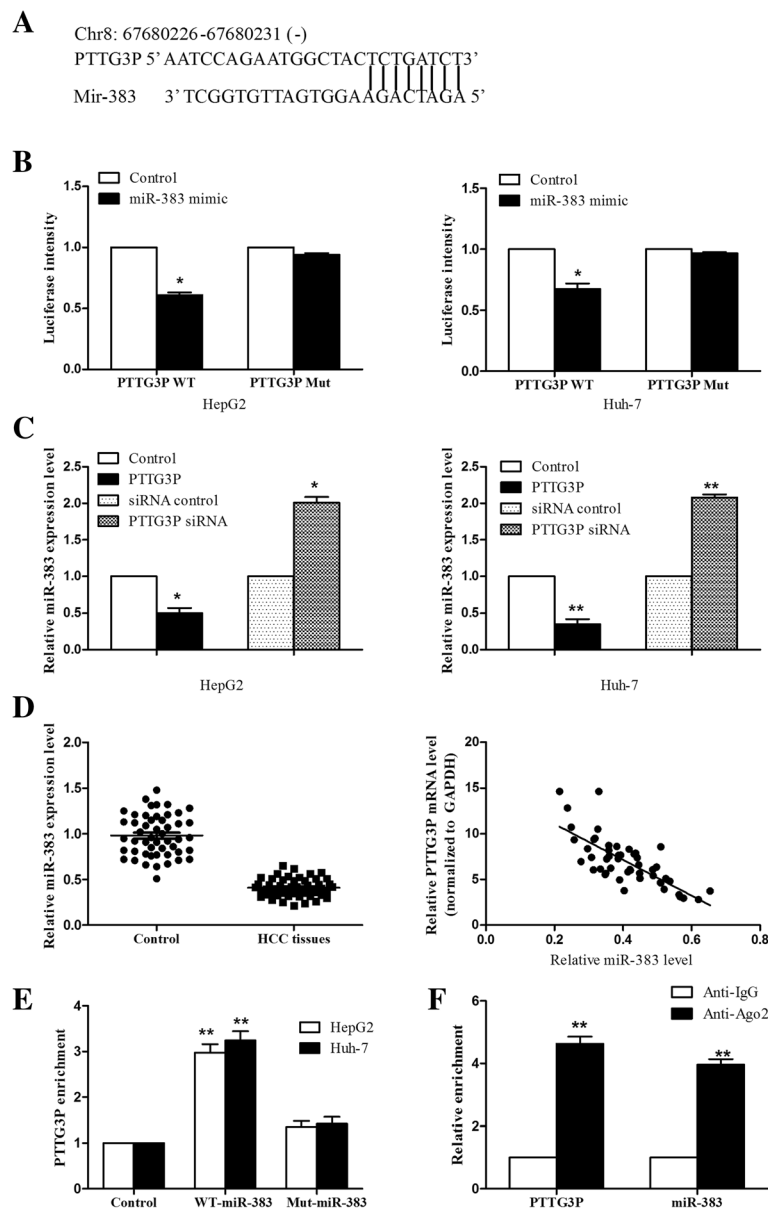 A
Chr8: 67680226-67680231 (-)
PTTG3P 5’ AATCCAGAATGGCTACTCTGATCT3’
Mir-383 3’ TCGGTGTTAGTGGAAGACTAGA 5’
B
Luciferase intensity
1.5
1.0
0.5
0.0
Control
miR-383 mimic
*
PTTG3P WT
PTTG3P Mut
HepG2
Luciferase intensity
1.5
1.0
0.5
0.0
Control
miR-383 mimic
*
PTTG3P WT
PTTG3P Mut
Huh-7
C
Relative miR-383 expression level
2.5
2.0
1.5
1.0
0.5
0.0
Control
PTTG3P
siRNA control
PTTG3P siRNA
*
*
HepG2
Relative miR-383 expression level
2.5
2.0
1.5
1.0
0.5
0.0
Control
PTTG3P
siRNA control
PTTG3P siRNA
**
**
Huh-7
D
Relative miR-383 expression level
2.0
1.5
1.0
0.5
0.0
Control
HCC tissues
Relative PTTG3P mRNA level
(normalized to GAPDH)
20
15
10
5
0
0.0
0.2
0.4
0.6
0.8
Relative miR-383 level
E
PTTG3P enrichment
4
3
2
1
0
HepG2
Huh-7
**
**
Control
WT-miR-383
Mut-miR-383
F
Relative enrichment
6
4
2
0
Anti-IgG
Anti-Ago2
**
**
PTTG3P
miR-383